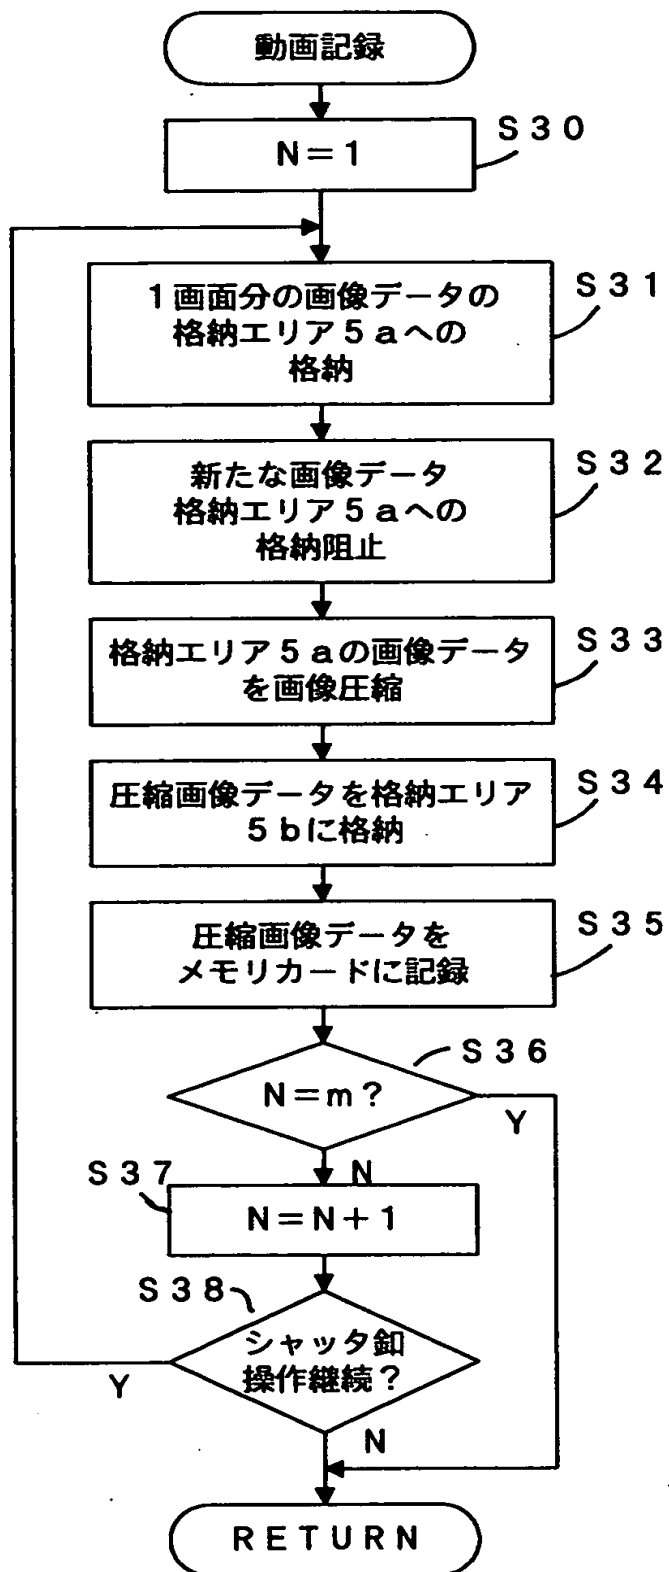 動画記録
S30
N=1
S31
1画面分の画像データの
格納エリア5aへの
格納
S32
新たな画像データ
格納エリア5aへの
格納阻止
S33
格納エリア5aの画像データ
を画像圧縮
S34
圧縮画像データを格納エリア
5bに格納
S35
圧縮画像データを
メモリカードに記録
S36
N=m?
Y
N
S37
N=N+1
S38
シャッタ釦
操作継続?
Y
N
RETURN